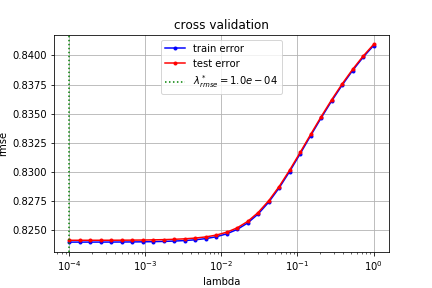 cross validation
train error
test error
λ*rmse = 1.0e − 04
rmse
0.8400
0.8375
0.8350
0.8325
0.8300
0.8275
0.8250
10⁻⁴ 10⁻³ 10⁻² 10⁻¹ 10⁰
lambda